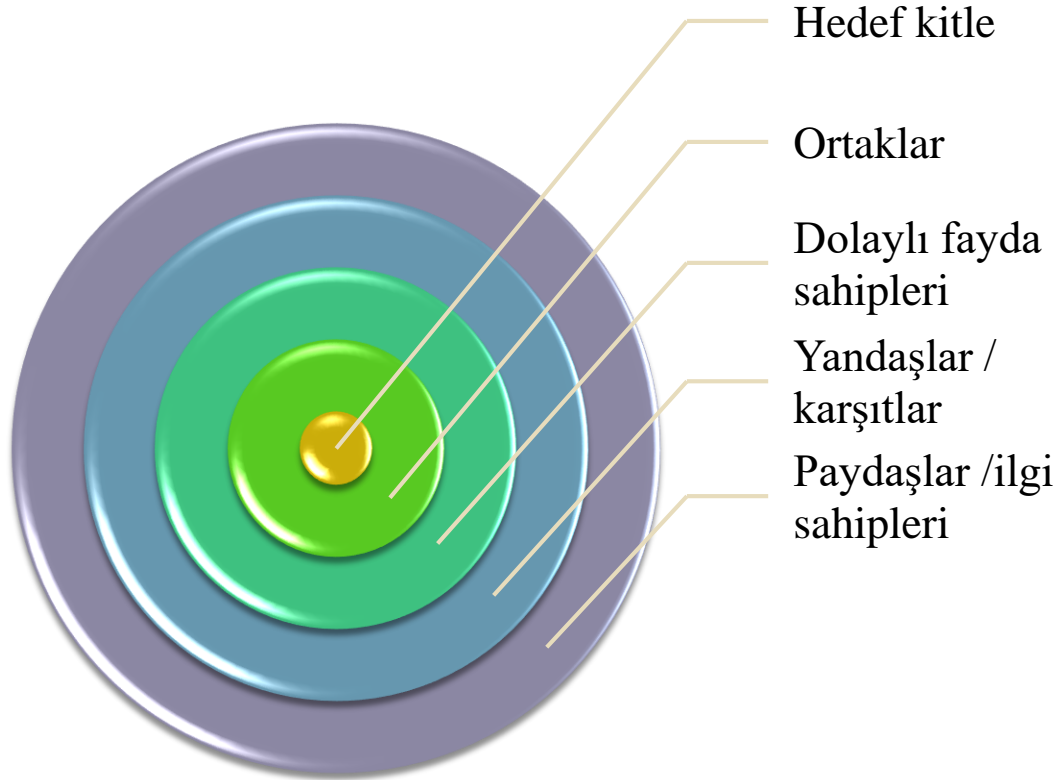 Hedef kitle
Ortaklar
Dolaylı fayda
sahipleri
Yandaşlar /
karşıtlar
Paydaşlar /ilgi
sahipleri